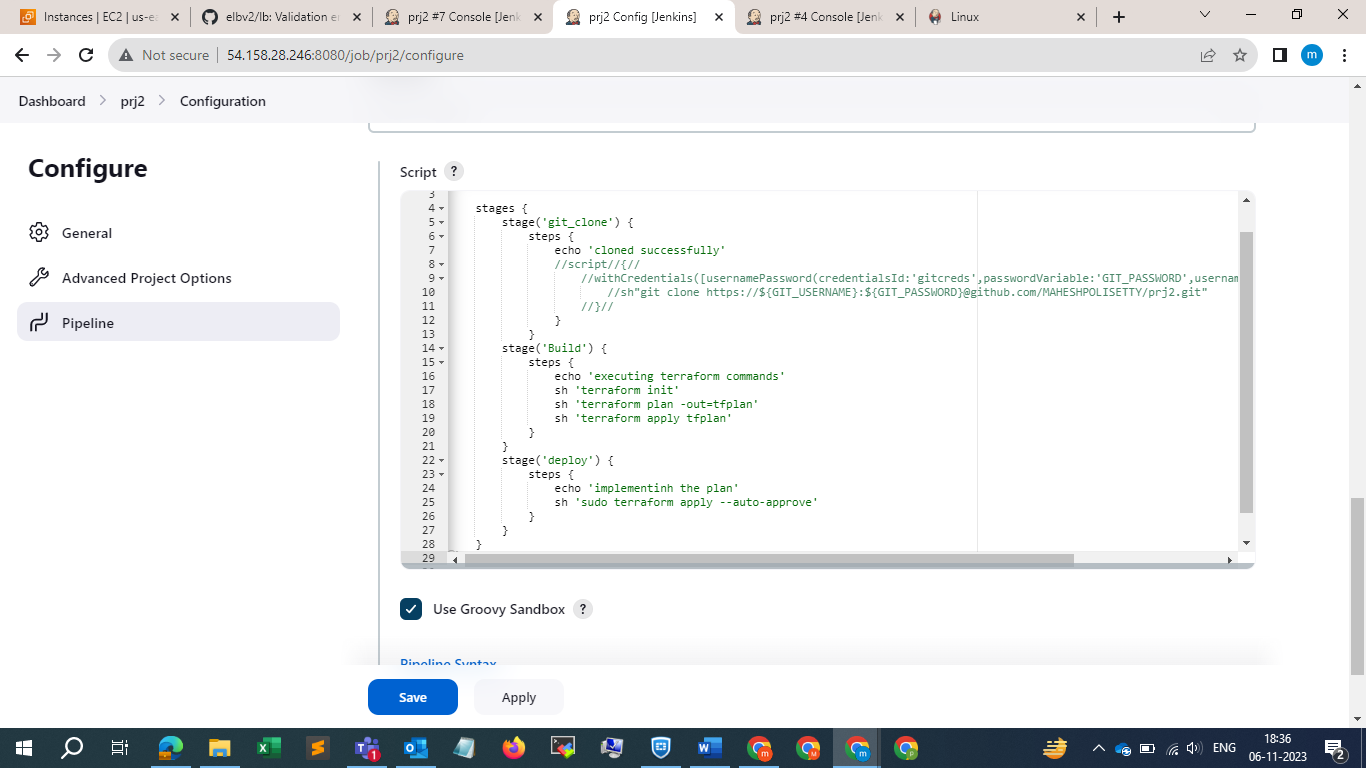 Instances | EC2 | us-ea
elbv2/lb: Validation er
prj2 #7 Console [Jenk
prj2 Config [Jenkins]
prj2 #4 Console [Jenk
Linux
Not secure
54.158.28.246:8080/job/prj2/configure
m
Dashboard
prj2
Configuration
Configure
General
Advanced Project Options
Pipeline
Script ?
3
4 stages {
5 stage('git_clone') {
6 steps {
7 echo 'cloned successfully'
8 //script//{//
9 //withCredentials([usernamePassword(credentialsId:'gitcreds',passwordVariable:'GIT_PASSWORD',usernam
10 //sh"git clone https://${GIT_USERNAME}:${GIT_PASSWORD}@github.com/MAHESHPOLISETTY/prj2.git"
11 //}//
12 }
13 }
14 stage('Build') {
15 steps {
16 echo 'executing terraform commands'
17 sh 'terraform init'
18 sh 'terraform plan -out=tfplan'
19 sh 'terraform apply tfplan'
20 }
21 }
22 stage('deploy') {
23 steps {
24 echo 'implementinh the plan'
25 sh 'sudo terraform apply --auto-approve'
26 }
27 }
28 }
29
Use Groovy Sandbox ?
Pipeline Syntax
Save
Apply
1
ENG
18:36
06-11-2023
2